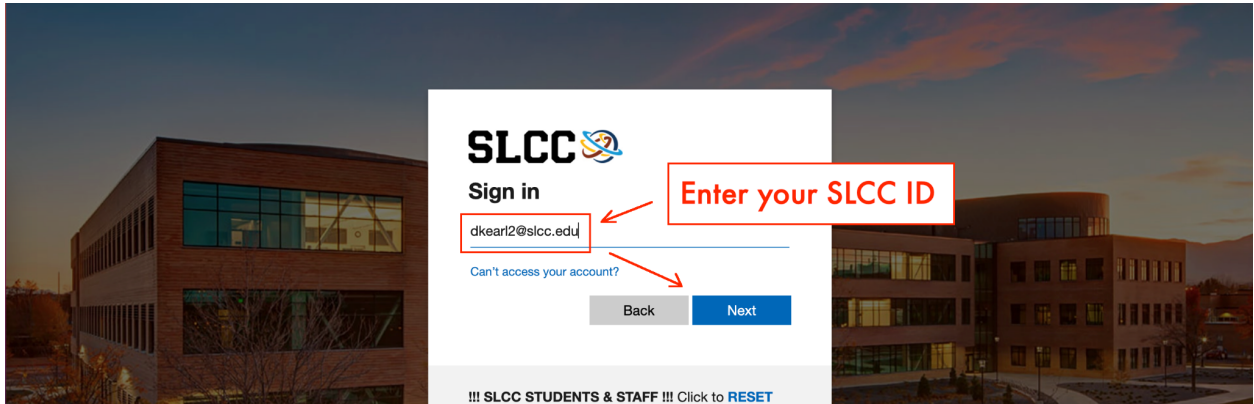 SLCC
Sign in
Enter your SLCC ID
dkearl2@slcc.edu
Can't access your account?
Back
Next
!!! SLCC STUDENTS & STAFF !!! Click to RESET